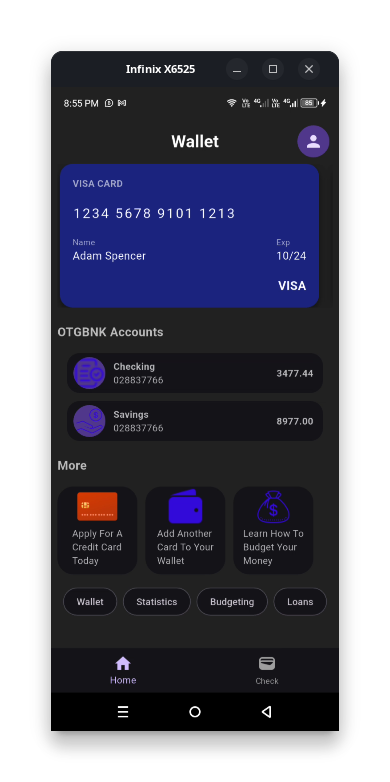 Infinix X6525
8:55 PM
85
Wallet
VISA CARD
1234 5678 9101 1213
Name Exp
Adam Spencer 10/24
VISA
OTGBNK Accounts
Checking
028837766
3477.44
Savings
028837766
8977.00
More
Apply For A
Credit Card
Today
Add Another
Card To Your
Wallet
$
Learn How To
Budget Your
Money
Wallet Statistics Budgeting Loans
Home Check